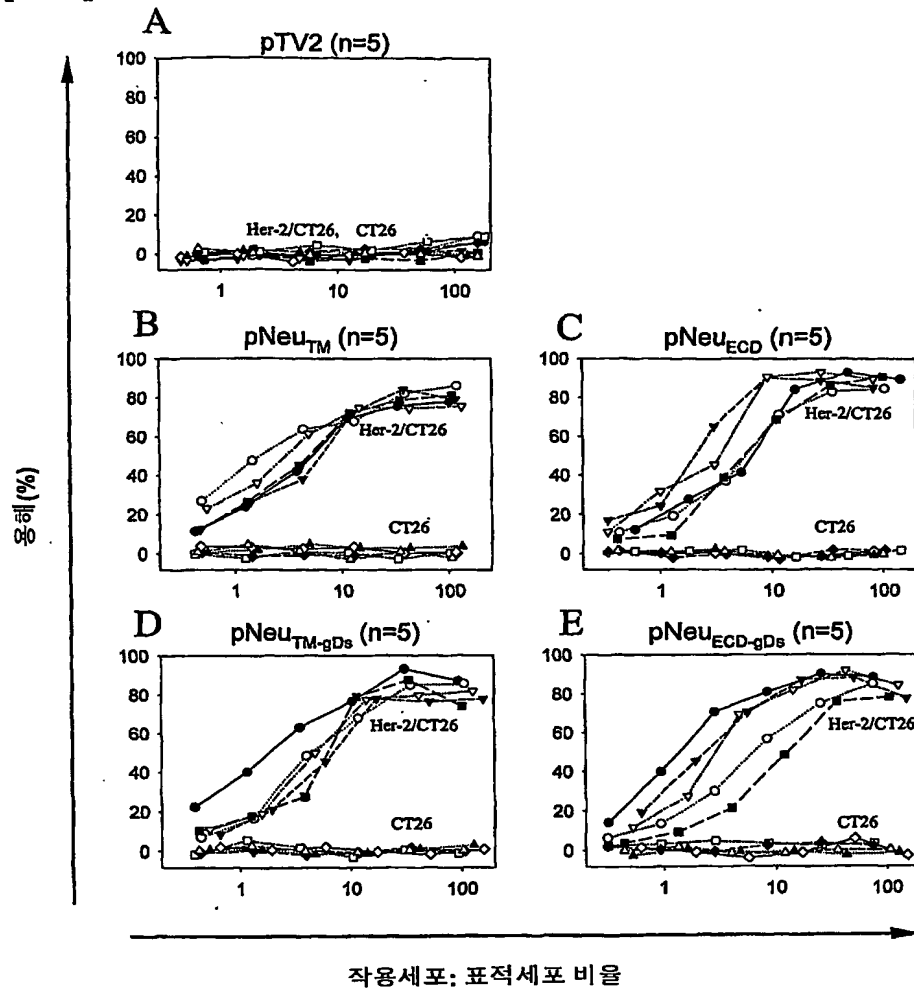 A
pTV2 (n=5)
100
80
60
40
20
0
Her-2/CT26, CT26
1 10 100
B
pNeuTM (n=5)
100
80
60
40
20
0
Her-2/CT26
CT26
1 10 100
C
pNeuECD (n=5)
100
80
60
40
20
0
Her-2/CT26
CT26
1 10 100
D
pNeuTM-gDs (n=5)
100
80
60
40
20
0
Her-2/CT26
CT26
1 10 100
E
pNeuECD-gDs (n=5)
100
80
60
40
20
0
Her-2/CT26
CT26
1 10 100
용해(%)
작용세포: 표적세포 비율